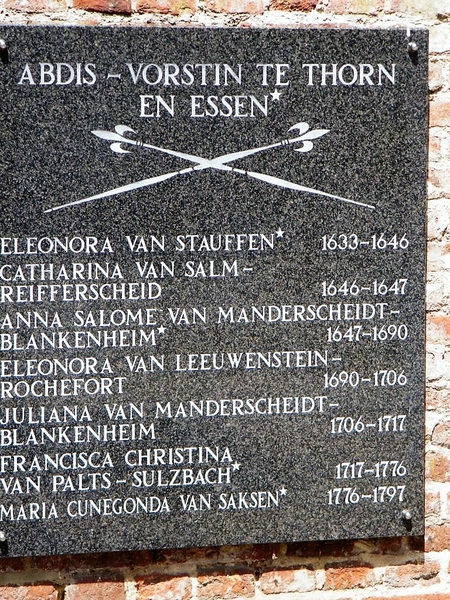 ABDIS – VORSTIN TE THORN
EN ESSEN★
ELEONORA VAN STAUFFEN★ 1633–1646
CATHARINA VAN SALM–
REIFFERSCHEID 1646–1647
ANNA SALOME VAN MANDERSCHEIDT–
BLANKENHEIM★ 1647–1690
ELEONORA VAN LEEUWENSTEIN–
ROCHEFORT 1690–1706
JULIANA VAN MANDERSCHEIDT–
BLANKENHEIM 1706–1717
FRANCISCA CHRISTINA
VAN PALTS – SULZBACH★ 1717–1776
MARIA CUNEGONDA VAN SAKSEN★ 1776–1797